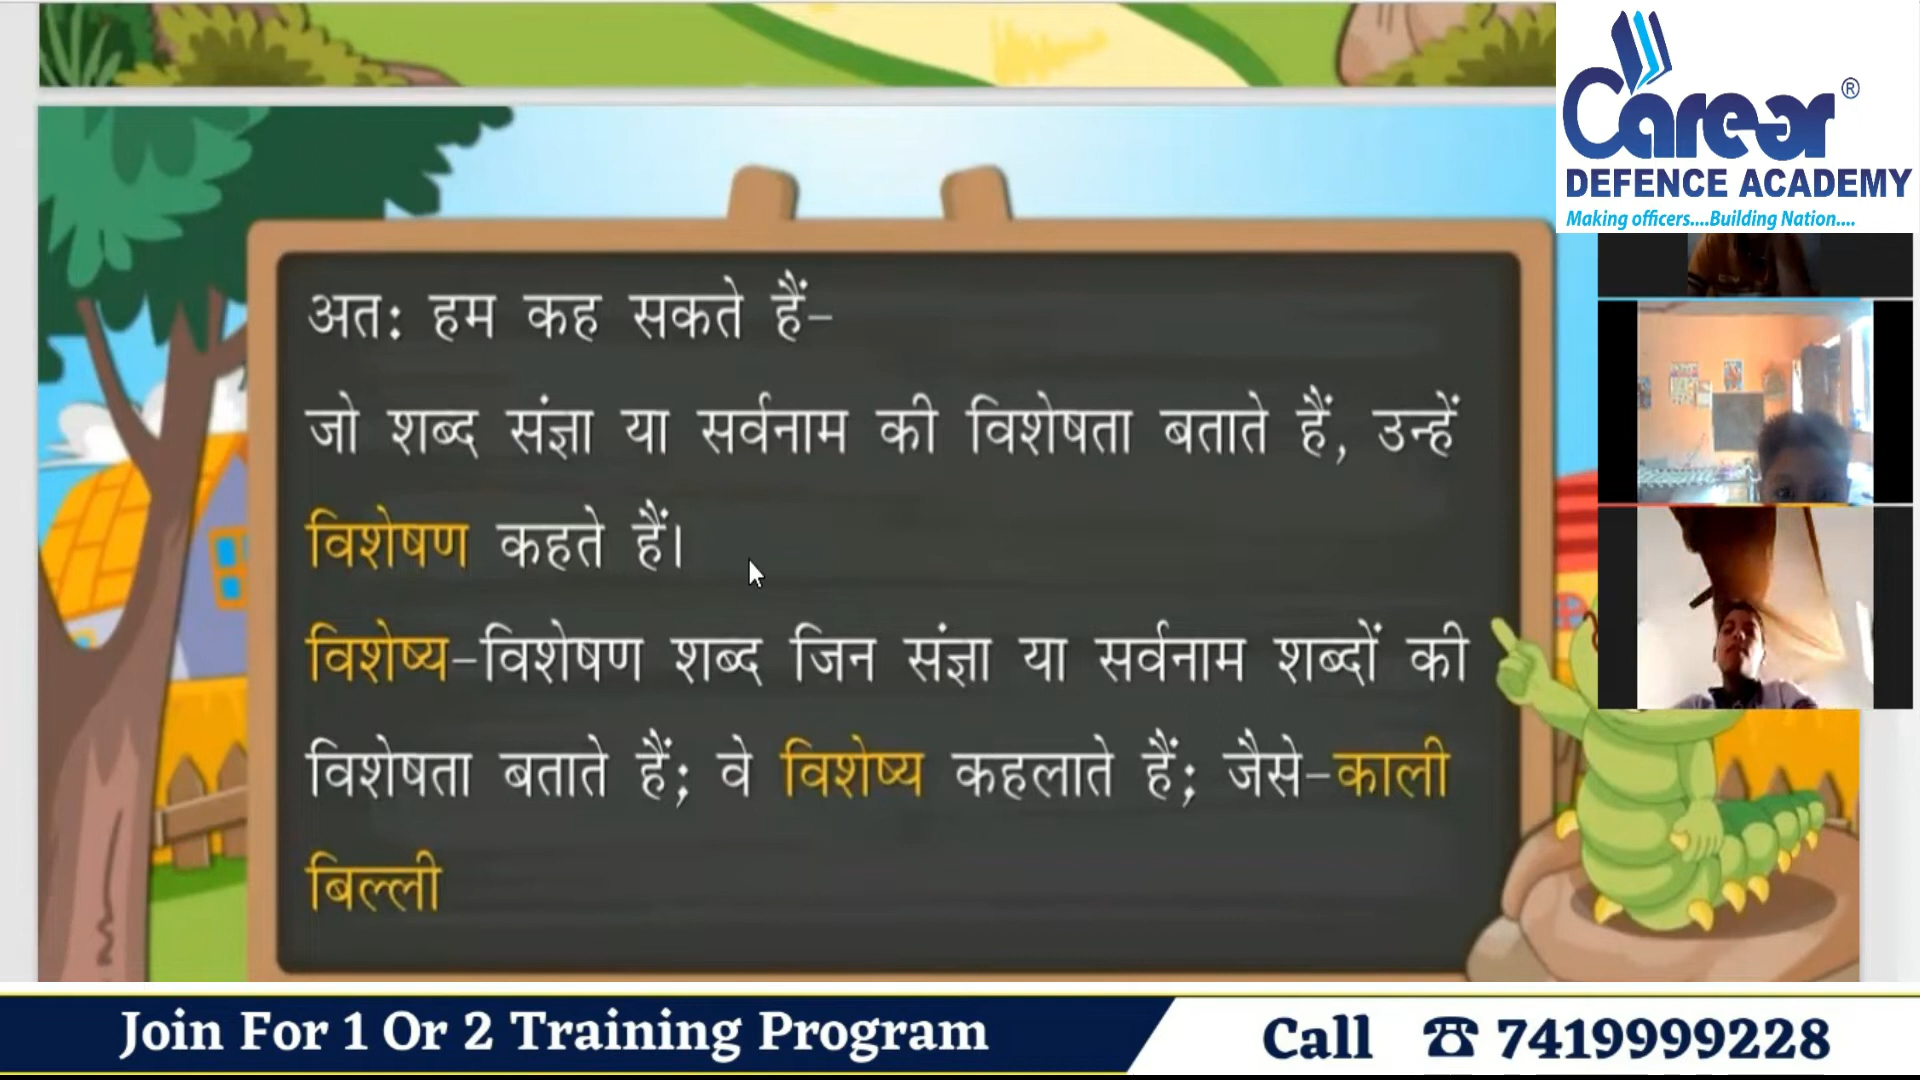 Carear®
DEFENCE ACADEMY
Making officers....Building Nation....
अतः हम कह सकते हैं-
जो शब्द संज्ञा या सर्वनाम की विशेषता बताते हैं, उन्हें
विशेषण कहते हैं।
विशेष्य-विशेषण शब्द जिन संज्ञा या सर्वनाम शब्दों की
विशेषता बताते हैं; वे विशेष्य कहलाते हैं; जैसे-काली
बिल्ली
Join For 1 Or 2 Training Program
Call ☎ 7419999228